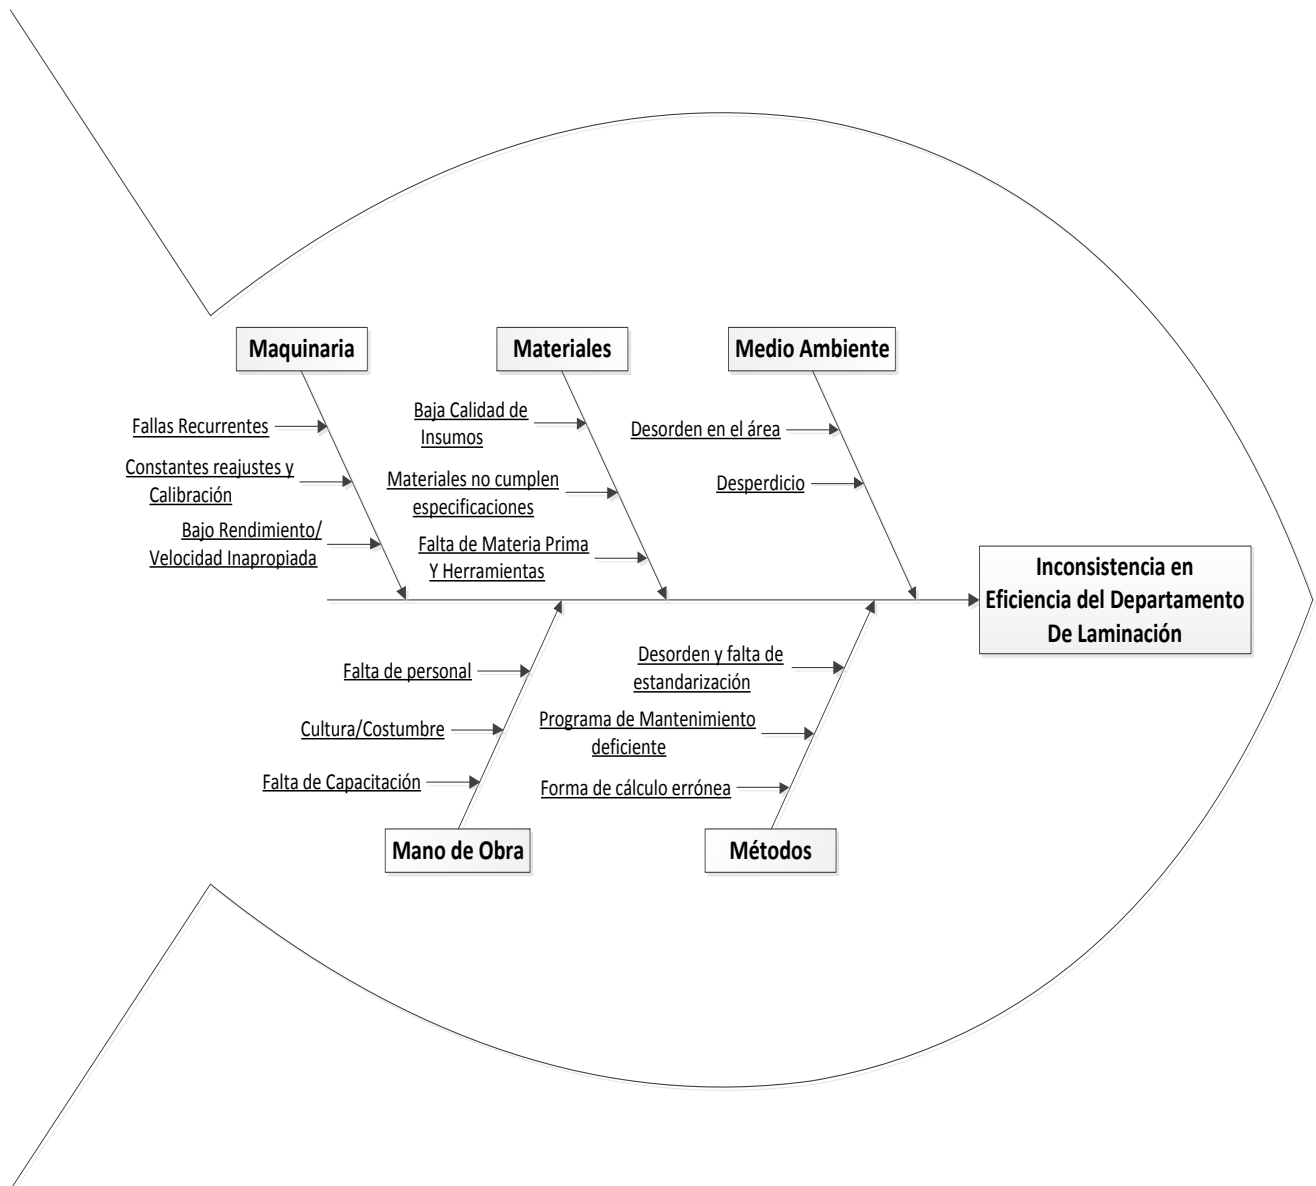 Maquinaria
Materiales
Medio Ambiente
Fallas Recurrentes
Constantes reajustes y
Calibración
Bajo Rendimiento/
Velocidad Inapropiada
Baja Calidad de
Insumos
Materiales no cumplen
especificaciones
Falta de Materia Prima
Y Herramientas
Desorden en el área
Desperdicio
Inconsistencia en
Eficiencia del Departamento
De Laminación
Falta de personal
Cultura/Costumbre
Falta de Capacitación
Desorden y falta de
estandarización
Programa de Mantenimiento
deficiente
Forma de cálculo errónea
Mano de Obra
Métodos